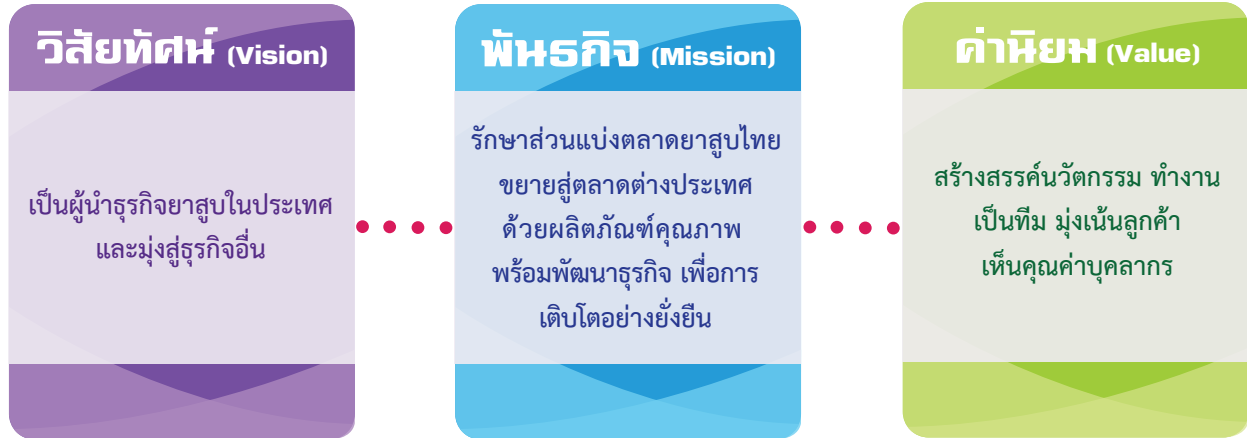 วิสัยทัศน์ (Vision)
เป็นผู้นำธุรกิจยาสูบในประเทศ
และมุ่งสู่ธุรกิจอื่น
พันธกิจ (Mission)
รักษาส่วนแบ่งตลาดยาสูบไทย
ขยายสู่ตลาดต่างประเทศ
ด้วยผลิตภัณฑ์คุณภาพ
พร้อมพัฒนาธุรกิจ เพื่อการ
เติบโตอย่างยั่งยืน
ค่านิยม (Value)
สร้างสรรค์นวัตกรรม ทำงาน
เป็นทีม มุ่งเน้นลูกค้า
เห็นคุณค่าบุคลากร